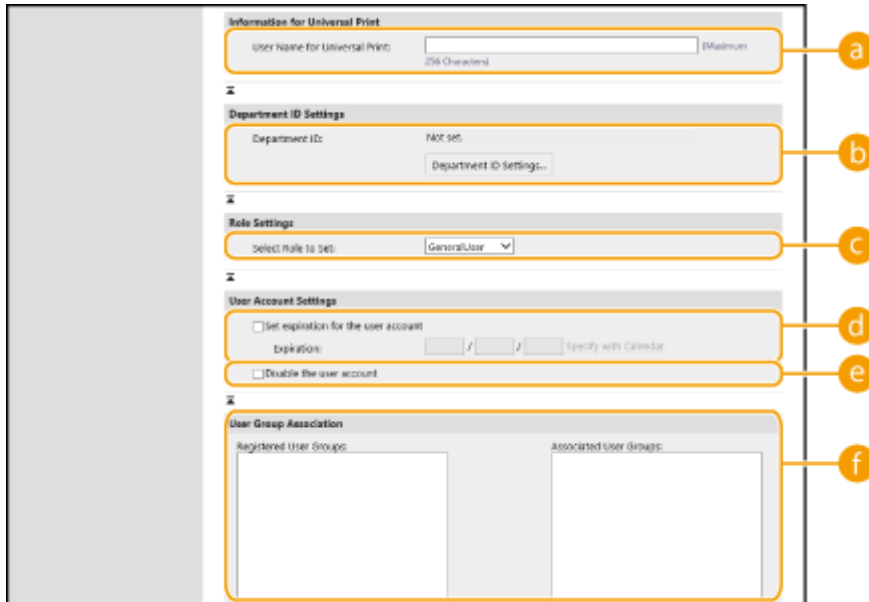 Information for Universal Print
User Name for Universal Print: (Maximum
256 Characters)
a
Department ID Settings
Department ID: Not set.
Department ID Settings...
b
Role Settings
Select Role to Set: GeneralUser
c
User Account Settings
Set expiration for the user account
Expiration: / / Specify with Calendar
d
Disable the user account
e
User Group Association
Registered User Groups: Associated User Groups:
f